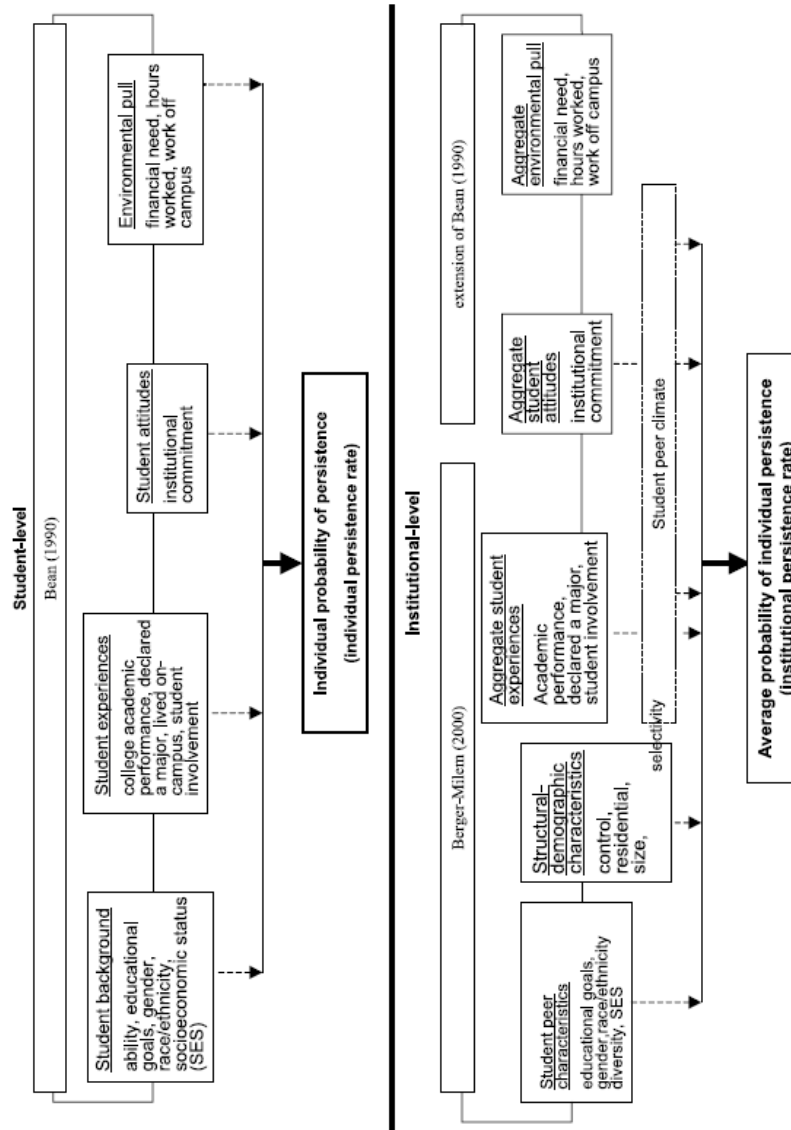 Student-level
Bean (1990)
Student background
ability, educational
goals, gender,
race/ethnicity,
socioeconomic status
(SES)
Student experiences
college academic
performance, declared
a major, lived on-
campus, student
involvement
Student attitudes
institutional
commitment
Environmental pull
financial need, hours
worked, work off
campus
Individual probability of persistence
(individual persistence rate)
Institutional-level
Berger-Milem (2000)
extension of Bean (1990)
Student peer
characteristics
educational goals,
gender,race/ethnicity
diversity, SES
Structural-
demographic
characteristics
control,
residential,
size,
selectivity
Aggregate student
experiences
Academic
performance,
declared a major,
student involvement
Aggregate
student
attitudes
institutional
commitment
Aggregate
environmental pull
financial need,
hours worked,
work off campus
Student peer climate
Average probability of individual persistence
(institutional persistence rate)